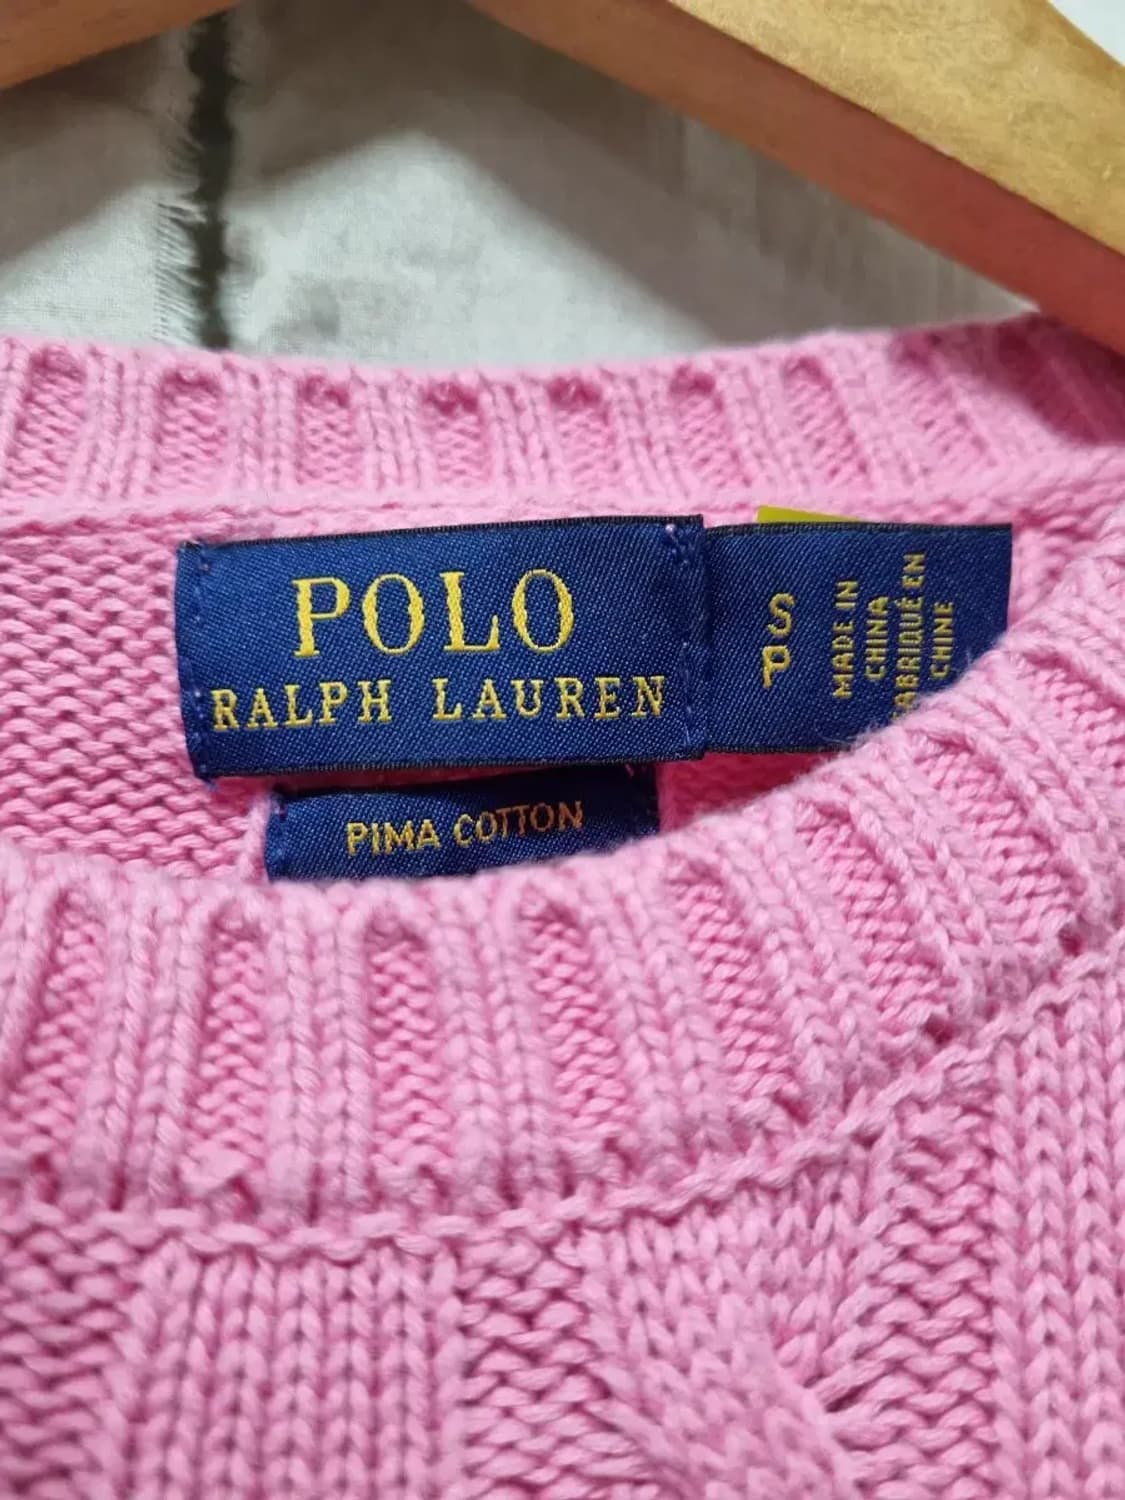 POLO
RALPH LAUREN
S
P
MADE IN
CHINA
FABRIQUÉ EN
CHINE
PIMA COTTON